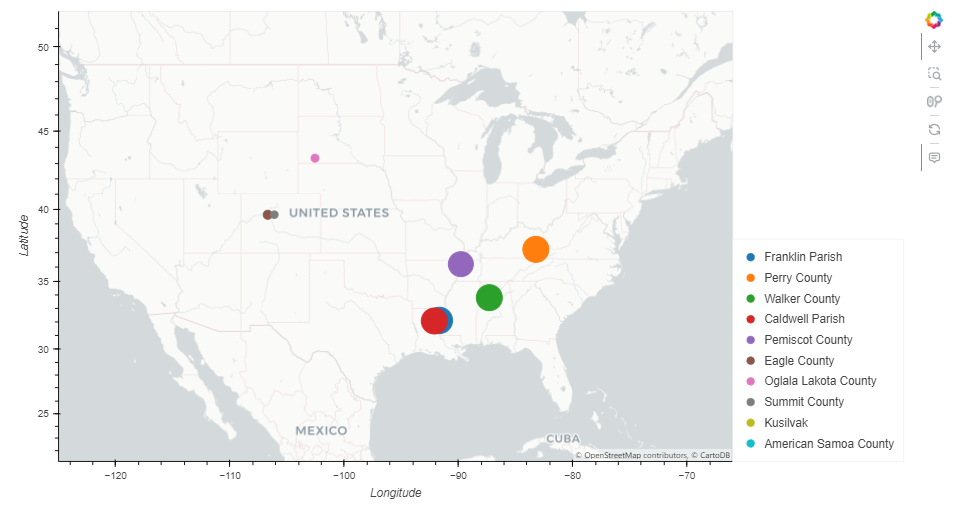 50
45
40
35
30
25
Latitude
UNITED STATES
MEXICO
CUBA
© OpenStreetMap contributors, © CartoDB
−120
−110
−100
−90
−80
−70
Longitude
Franklin Parish
Perry County
Walker County
Caldwell Parish
Pemiscot County
Eagle County
Oglala Lakota County
Summit County
Kusilvak
American Samoa County